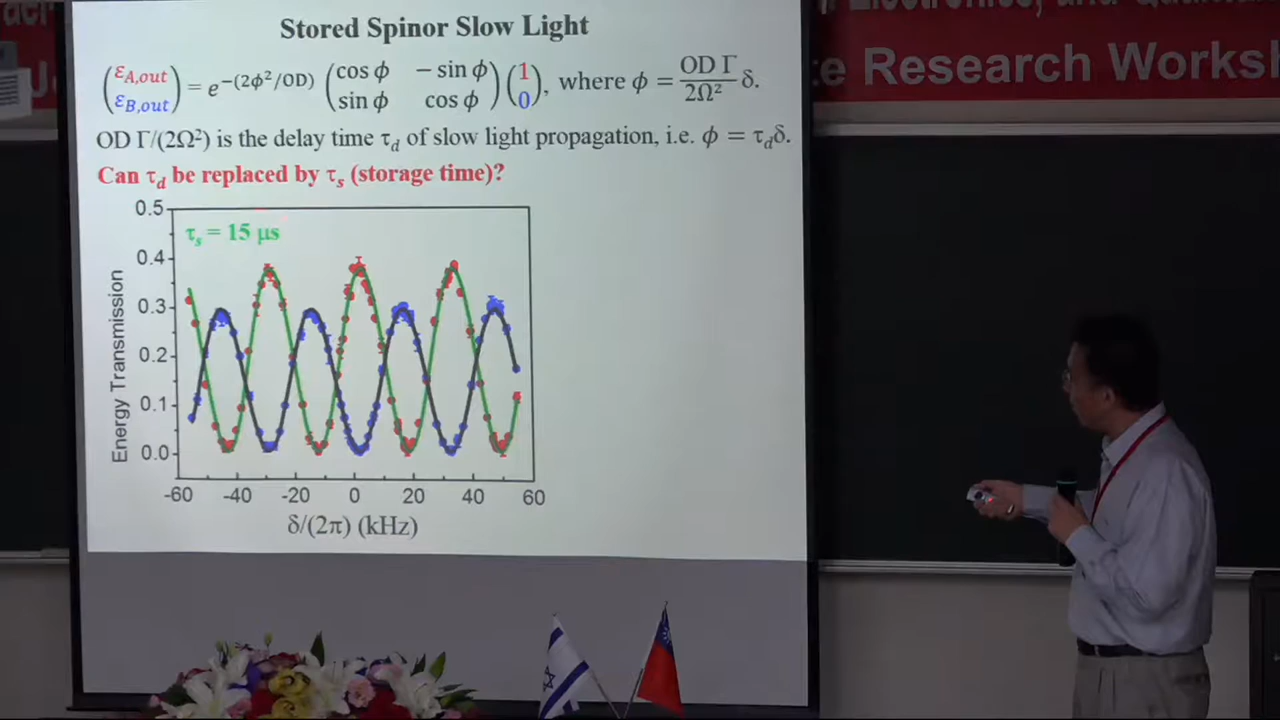 te Research Works
Stored Spinor Slow Light
(ε_A,out ε_B,out) = e^−(2ϕ²/OD) (cos ϕ − sin ϕ sin ϕ cos ϕ)(1 0), where ϕ = OD Γ/2Ω² δ.
OD Γ/(2Ω²) is the delay time τ_d of slow light propagation, i.e. ϕ = τ_dδ.
Can τ_d be replaced by τ_s (storage time)?
τ_s = 15 μs
Energy Transmission
0.5
0.4
0.3
0.2
0.1
0.0
-60 -40 -20 0 20 40 60
δ/(2π) (kHz)